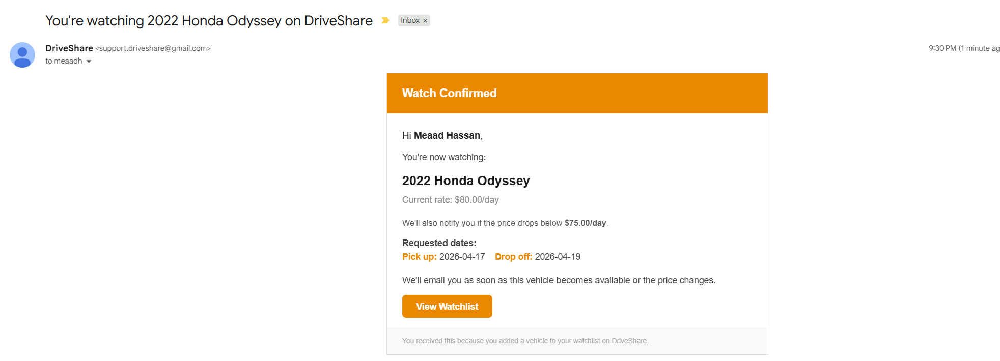 You're watching 2022 Honda Odyssey on DriveShare
Inbox ×
DriveShare <support.driveshare@gmail.com>
9:30 PM (1 minute ag
to meaadh
Watch Confirmed
Hi Meaad Hassan,
You're now watching:
2022 Honda Odyssey
Current rate: $80.00/day
We'll also notify you if the price drops below $75.00/day.
Requested dates:
Pick up: 2026-04-17 Drop off: 2026-04-19
We'll email you as soon as this vehicle becomes available or the price changes.
View Watchlist
You received this because you added a vehicle to your watchlist on DriveShare.